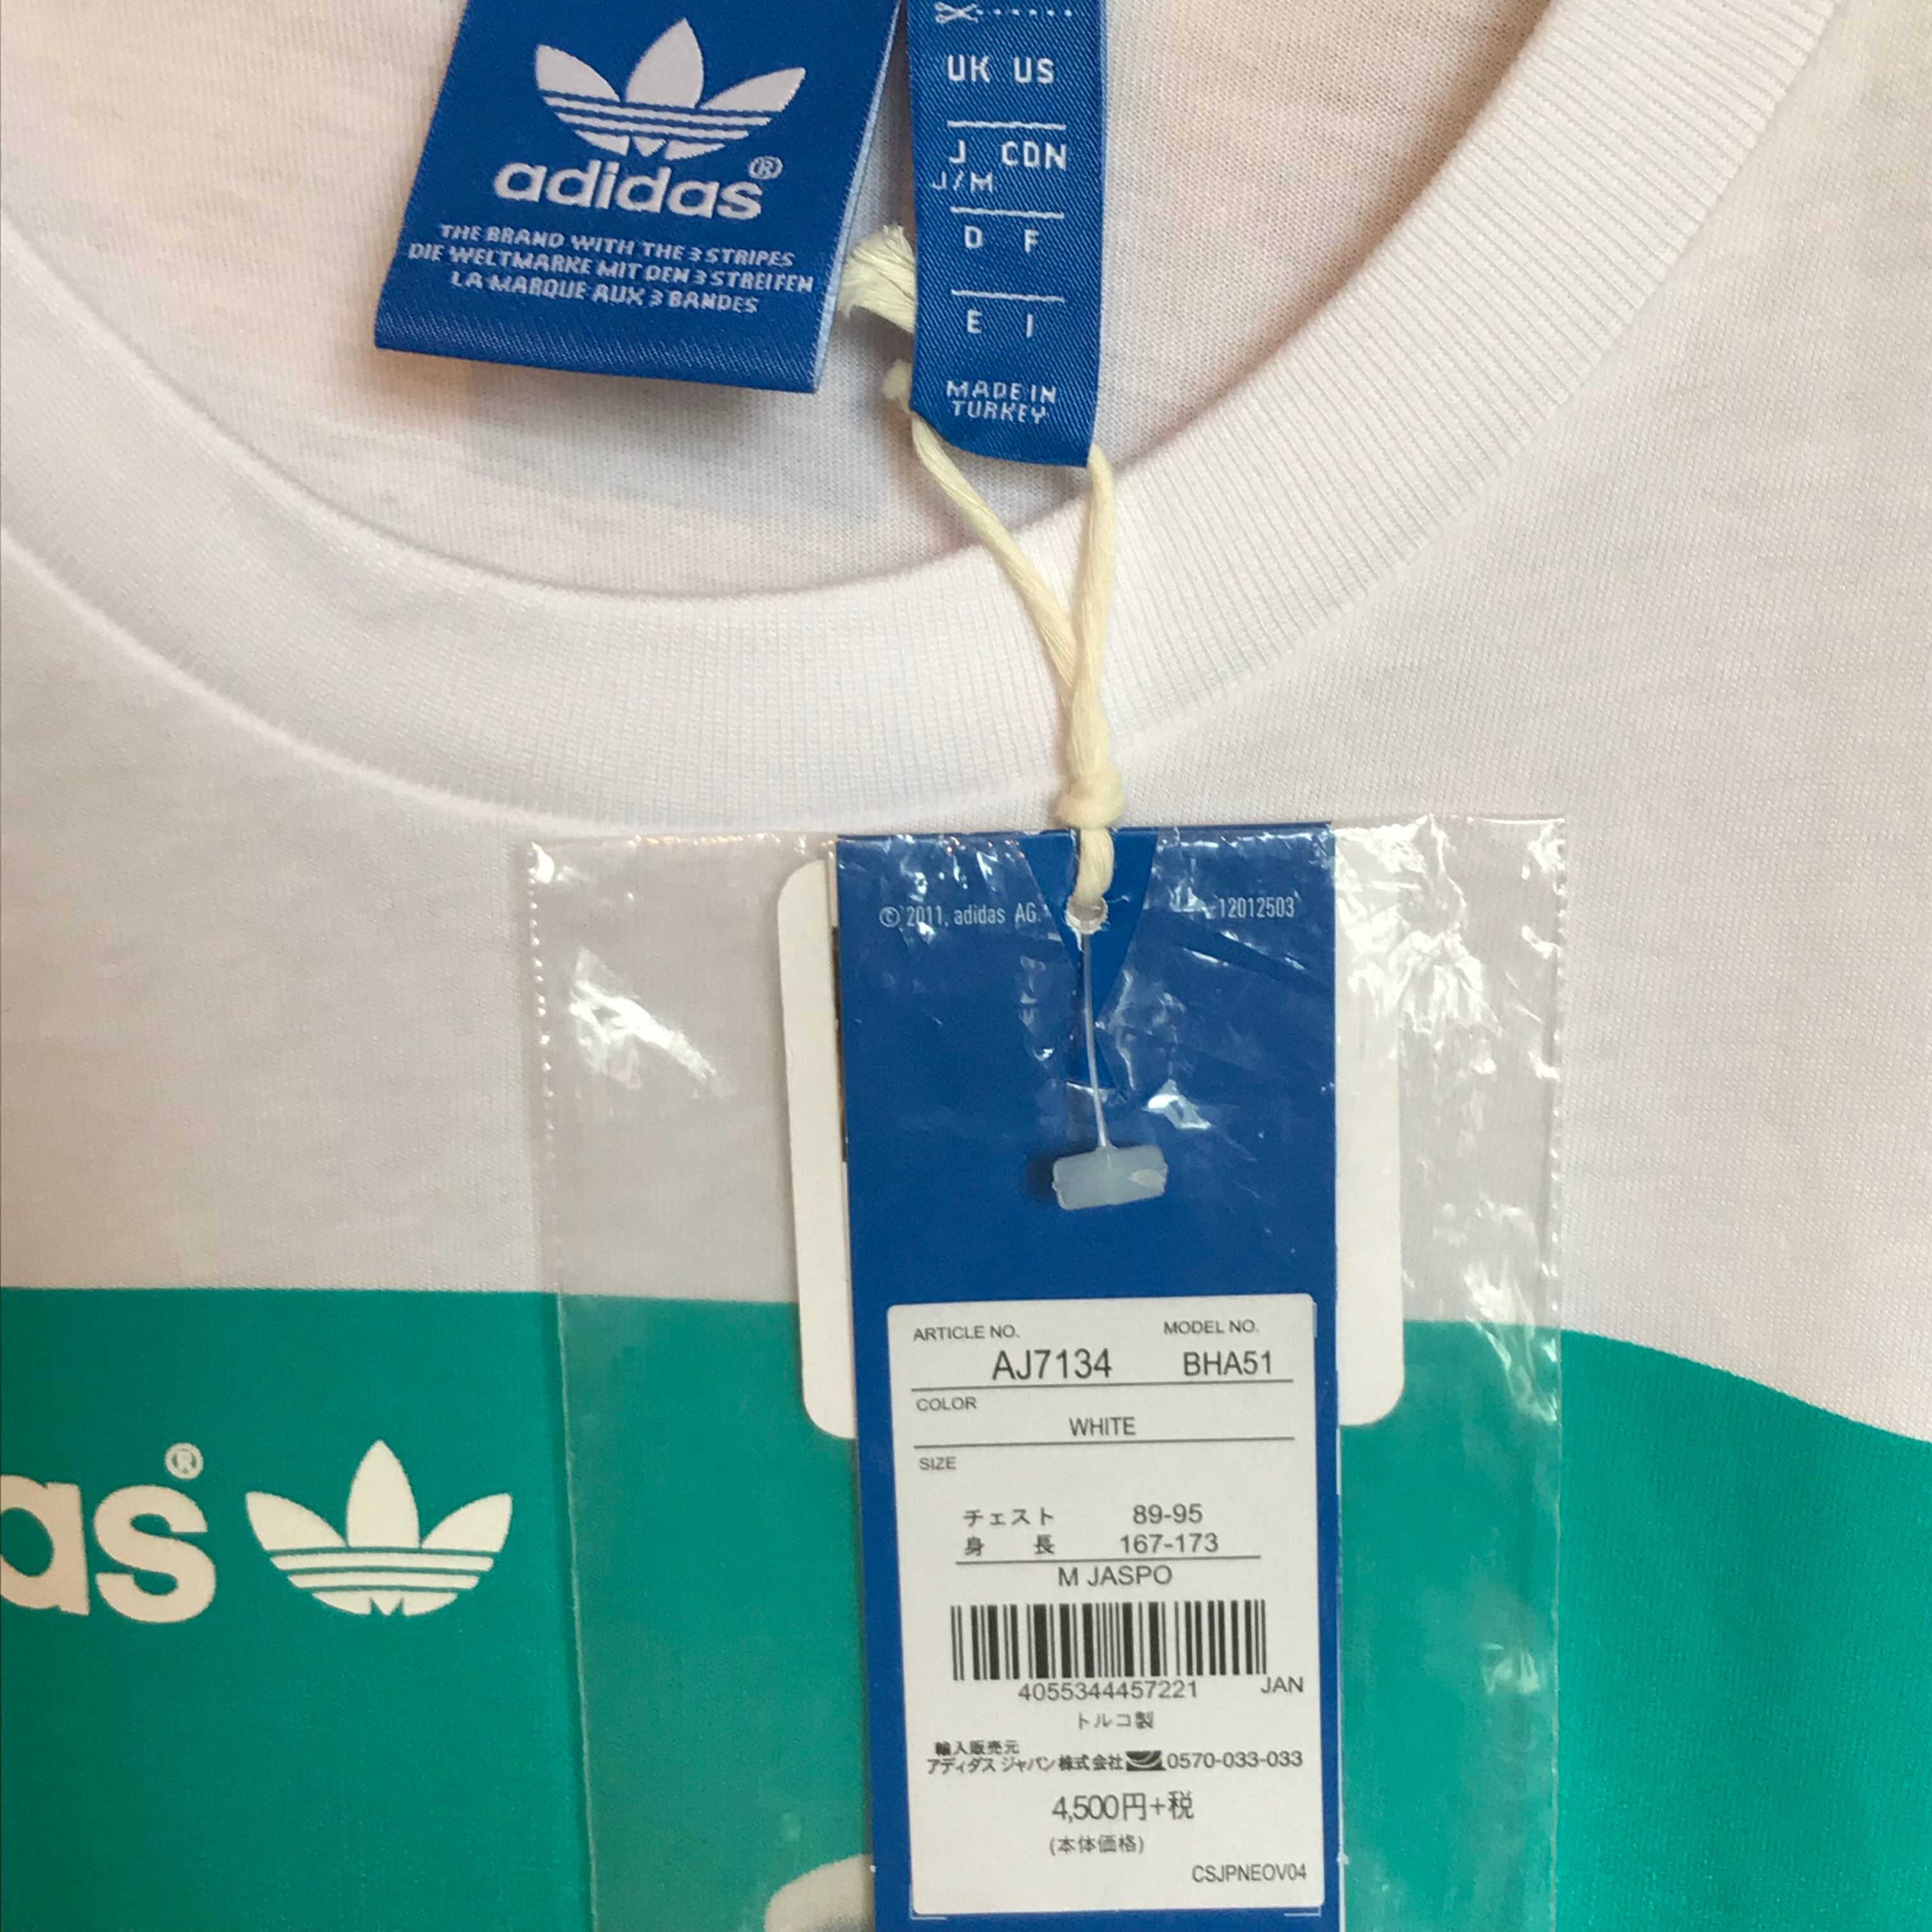 adidas®
THE BRAND WITH THE 3 STRIPES
DIE WELTMARKE MIT DEN 3 STREIFEN
LA MARQUE AUX 3 BANDES
UK US
J CDN
J/M
D F
E I
MADE IN
TURKEY
© 2011, adidas AG. 12012503
ARTICLE NO. MODEL NO.
AJ7134 BHA51
COLOR
WHITE
SIZE
チェスト 89-95
身長 167-173
M JASPO
4055344457221 JAN
トルコ製
輸入販売元
アディダス ジャパン株式会社 0570-033-033
4,500円+税
(本体価格)
CSJPNEOV04
as®